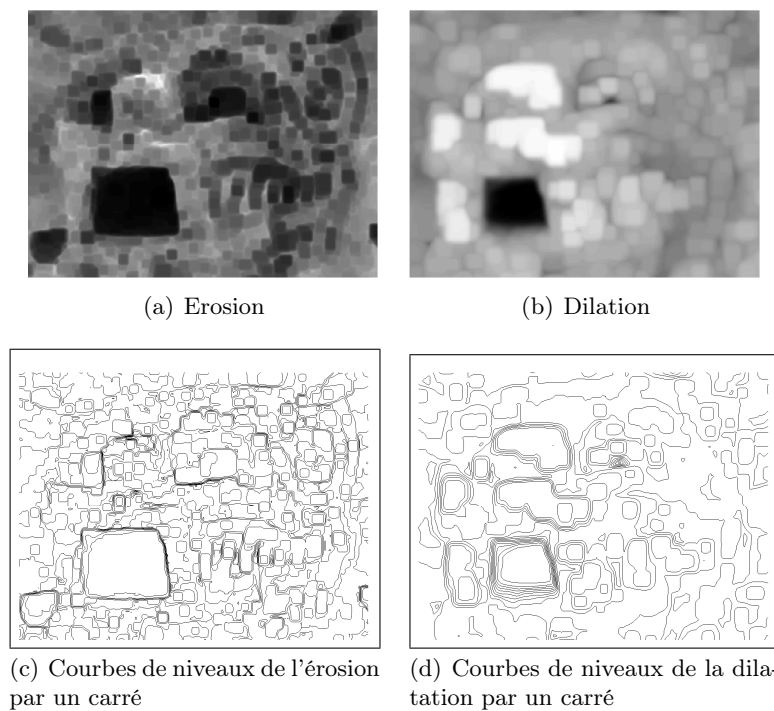 (a) Erosion
(b) Dilation
(c) Courbes de niveaux de l'érosion
par un carré
(d) Courbes de niveaux de la dila-
tation par un carré